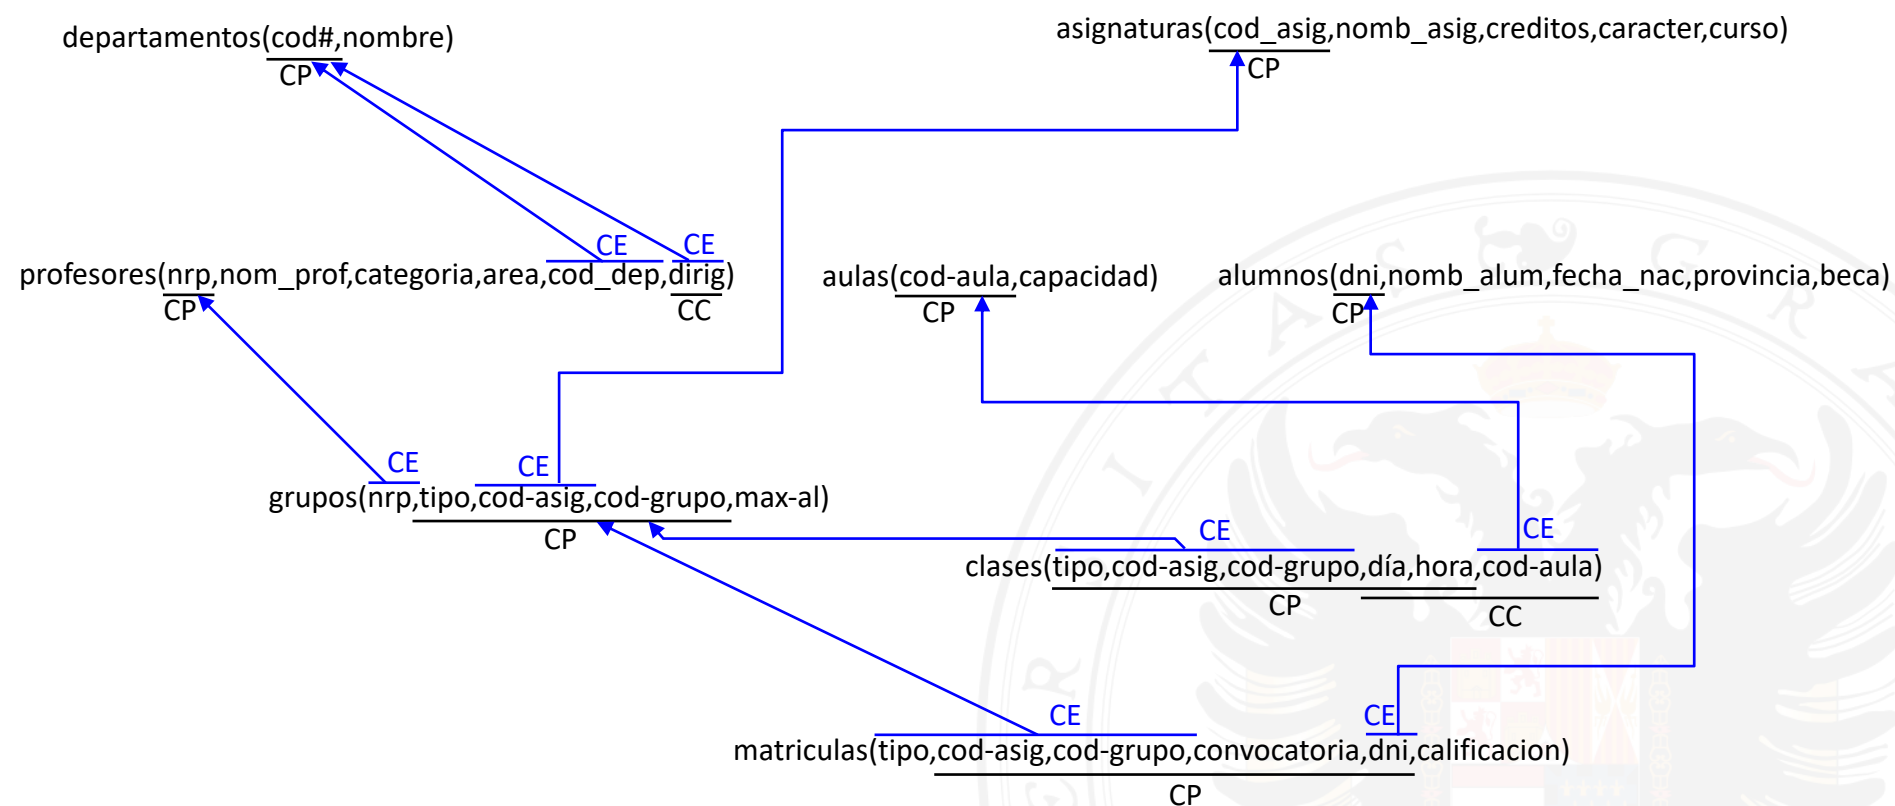 departamentos(cod#,nombre)
CP
asignaturas(cod_asig,nomb_asig,creditos,caracter,curso)
CP
CE
CE
profesores(nrp,nom_prof,categoria,area,cod_dep,dirig)
CP
CC
aulas(cod-aula,capacidad)
CP
alumnos(dni,nomb_alum,fecha_nac,provincia,beca)
CP
CE
CE
grupos(nrp,tipo,cod-asig,cod-grupo,max-al)
CP
CE
CE
clases(tipo,cod-asig,cod-grupo,día,hora,cod-aula)
CP
CC
CE
CE
matriculas(tipo,cod-asig,cod-grupo,convocatoria,dni,calificacion)
CP